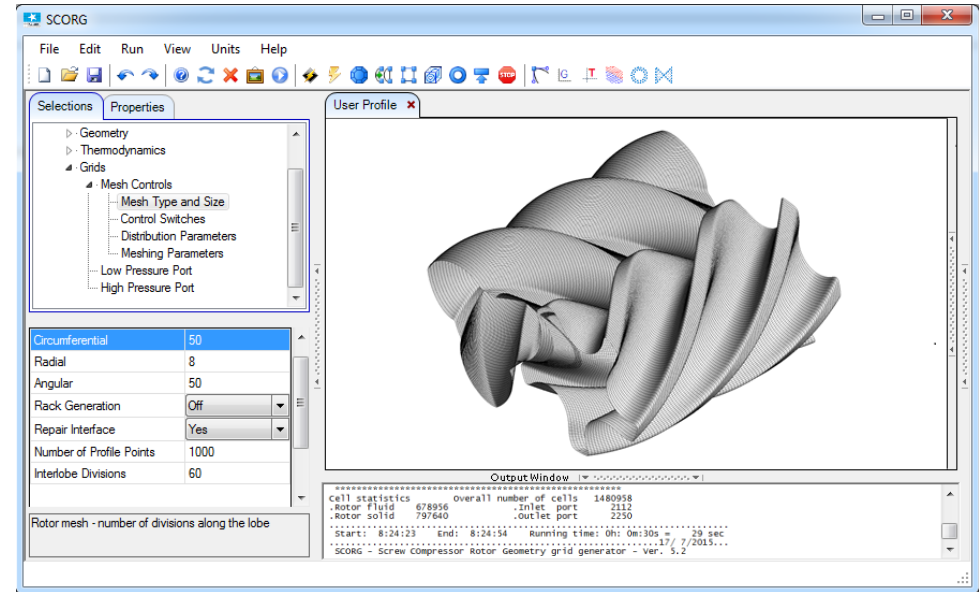 SCORG
File Edit Run View Units Help
Selections Properties
Geometry
Thermodynamics
Grids
Mesh Controls
Mesh Type and Size
Control Switches
Distribution Parameters
Meshing Parameters
Low Pressure Port
High Pressure Port
Circumferential 50
Radial 8
Angular 50
Rack Generation Off
Repair Interface Yes
Number of Profile Points 1000
Interlobe Divisions 60
Rotor mesh - number of divisions along the lobe
User Profile
Output Window
****************************************************
Cell statistics Overall number of cells 1480958
.Rotor fluid 678956 .Inlet port 2112
.Rotor solid 797640 .Outlet port 2250
Start: 8:24:23 End: 8:24:54 Running time: 0h: 0m:30s = 29 sec
17/ 7/2015...
SCORG - Screw Compressor Rotor Geometry grid generator - Ver. 5.2
STOP
G
T